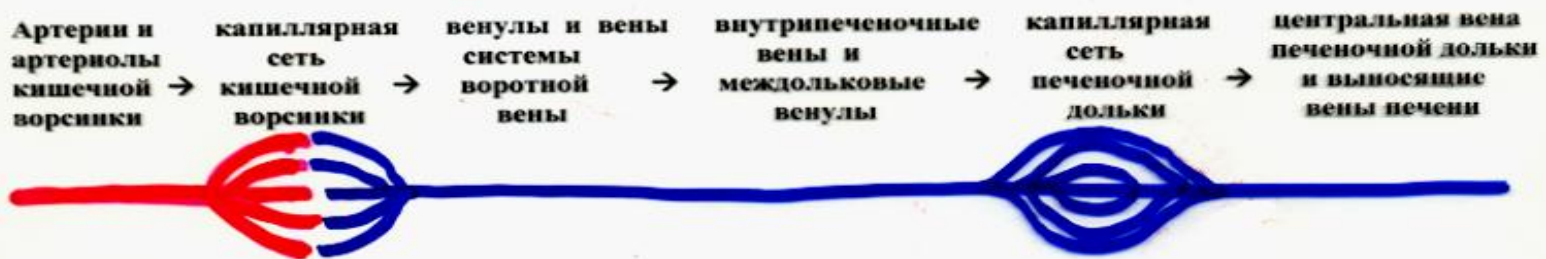 Артерии и
артериолы
кишечной →
ворсинки
капиллярная
сеть
кишечной →
ворсинки
венулы и вены
системы
воротной →
вены
внутрипеченочные
вены и
междольковые →
венулы
капиллярная
сеть
печеночной →
дольки
центральная вена
печеночной дольки
и выносящие
вены печени